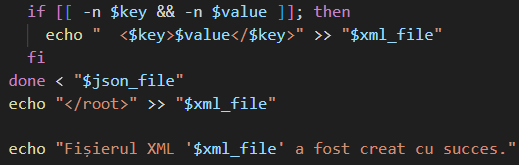 if [[ -n $key && -n $value ]]; then
echo "  <$key>$value</$key>" >> "$xml_file"
fi
done < "$json_file"
echo "</root>" >> "$xml_file"
echo "Fișierul XML '$xml_file' a fost creat cu succes."